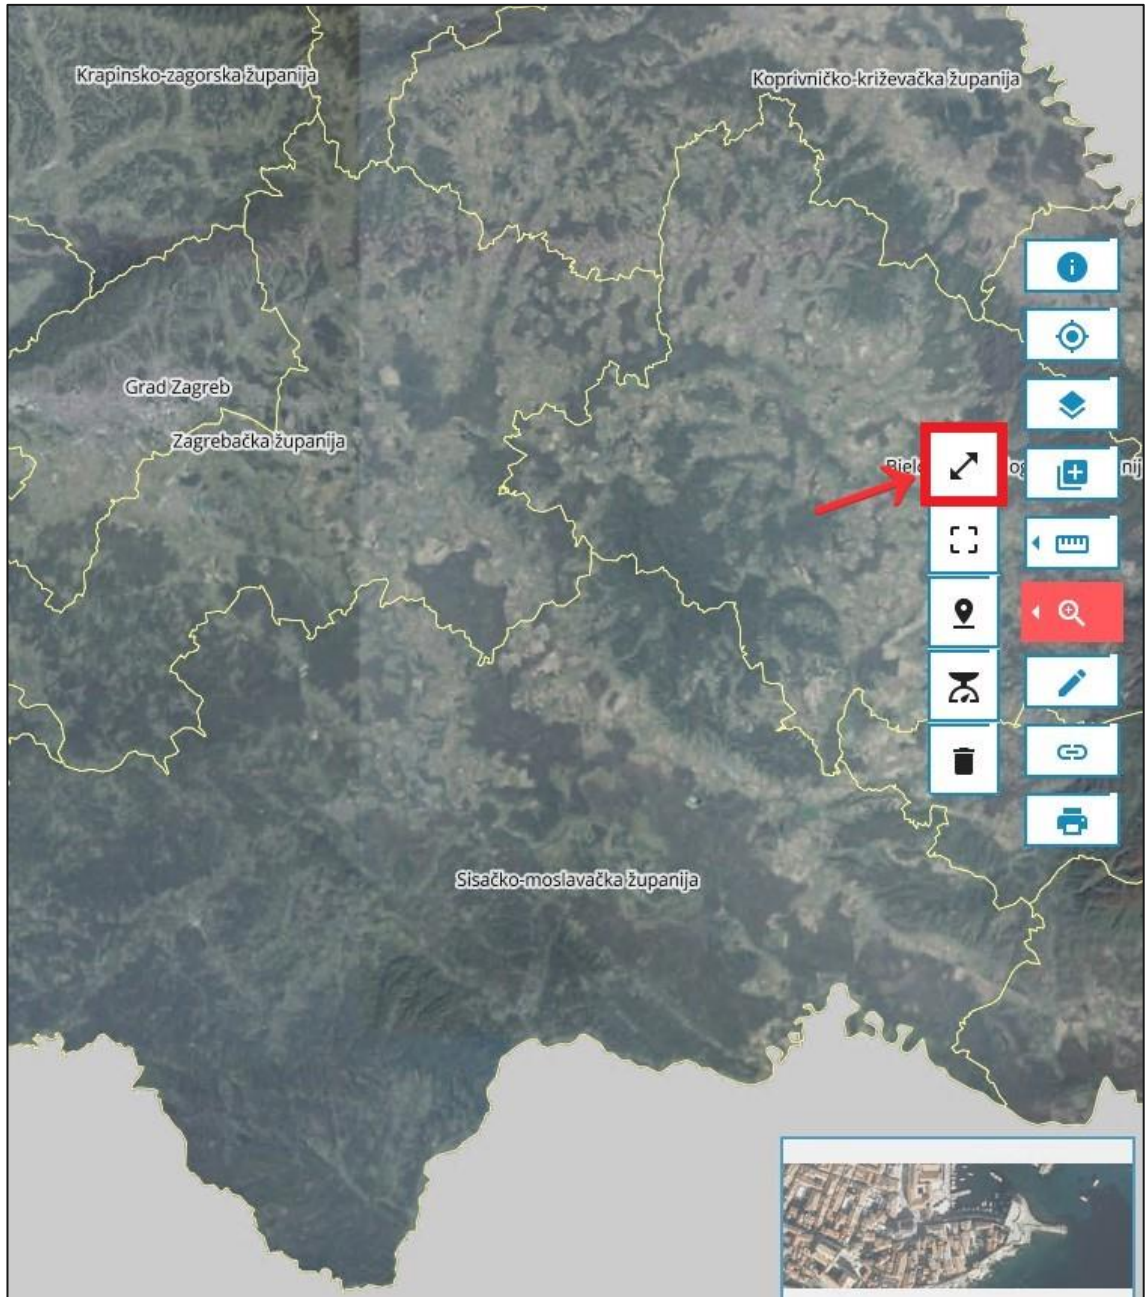 Krapinsko-zagorska županija
Koprivničko-križevačka županija
Grad Zagreb
Zagrebačka županija
Sisačko-moslavačka županija